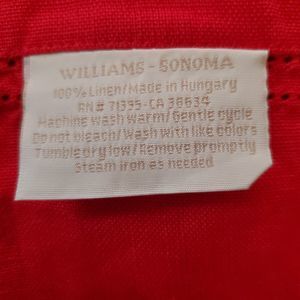 WILLIAMS-SONOMA
100% Linen/Made in Hungary
RN# 71395-CA 36634
Machine wash warm/Gentle cycle
Do not bleach/Wash with like colors
Tumble dry low/Remove promptly
Steam iron as needed